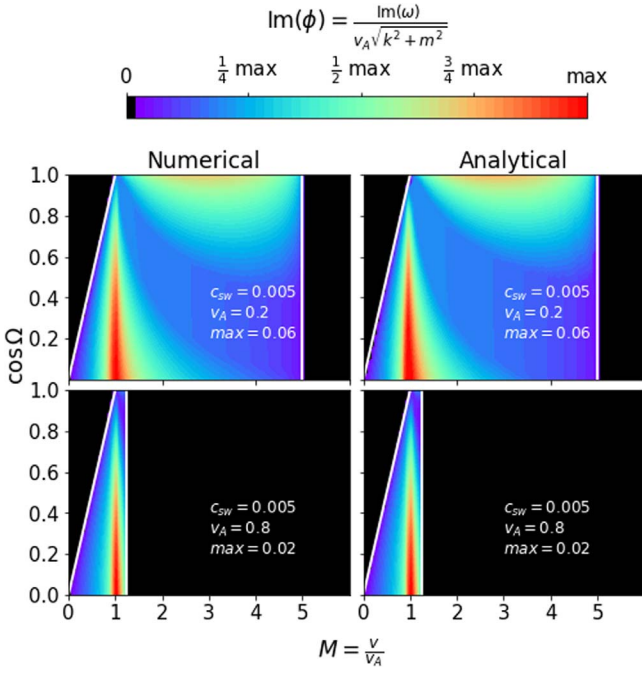 Im(ϕ) = Im(ω) / v_A√(k² + m²)
0 1/4 max 1/2 max 3/4 max max
Numerical Analytical
1.0
0.8
0.6
0.4
0.2
c_sw = 0.005
v_A = 0.2
max = 0.06
c_sw = 0.005
v_A = 0.2
max = 0.06
cosΩ
1.0
0.8
0.6
0.4
0.2
0.0
c_sw = 0.005
v_A = 0.8
max = 0.02
c_sw = 0.005
v_A = 0.8
max = 0.02
0 1 2 3 4 5 0 1 2 3 4 5
M = v / v_A